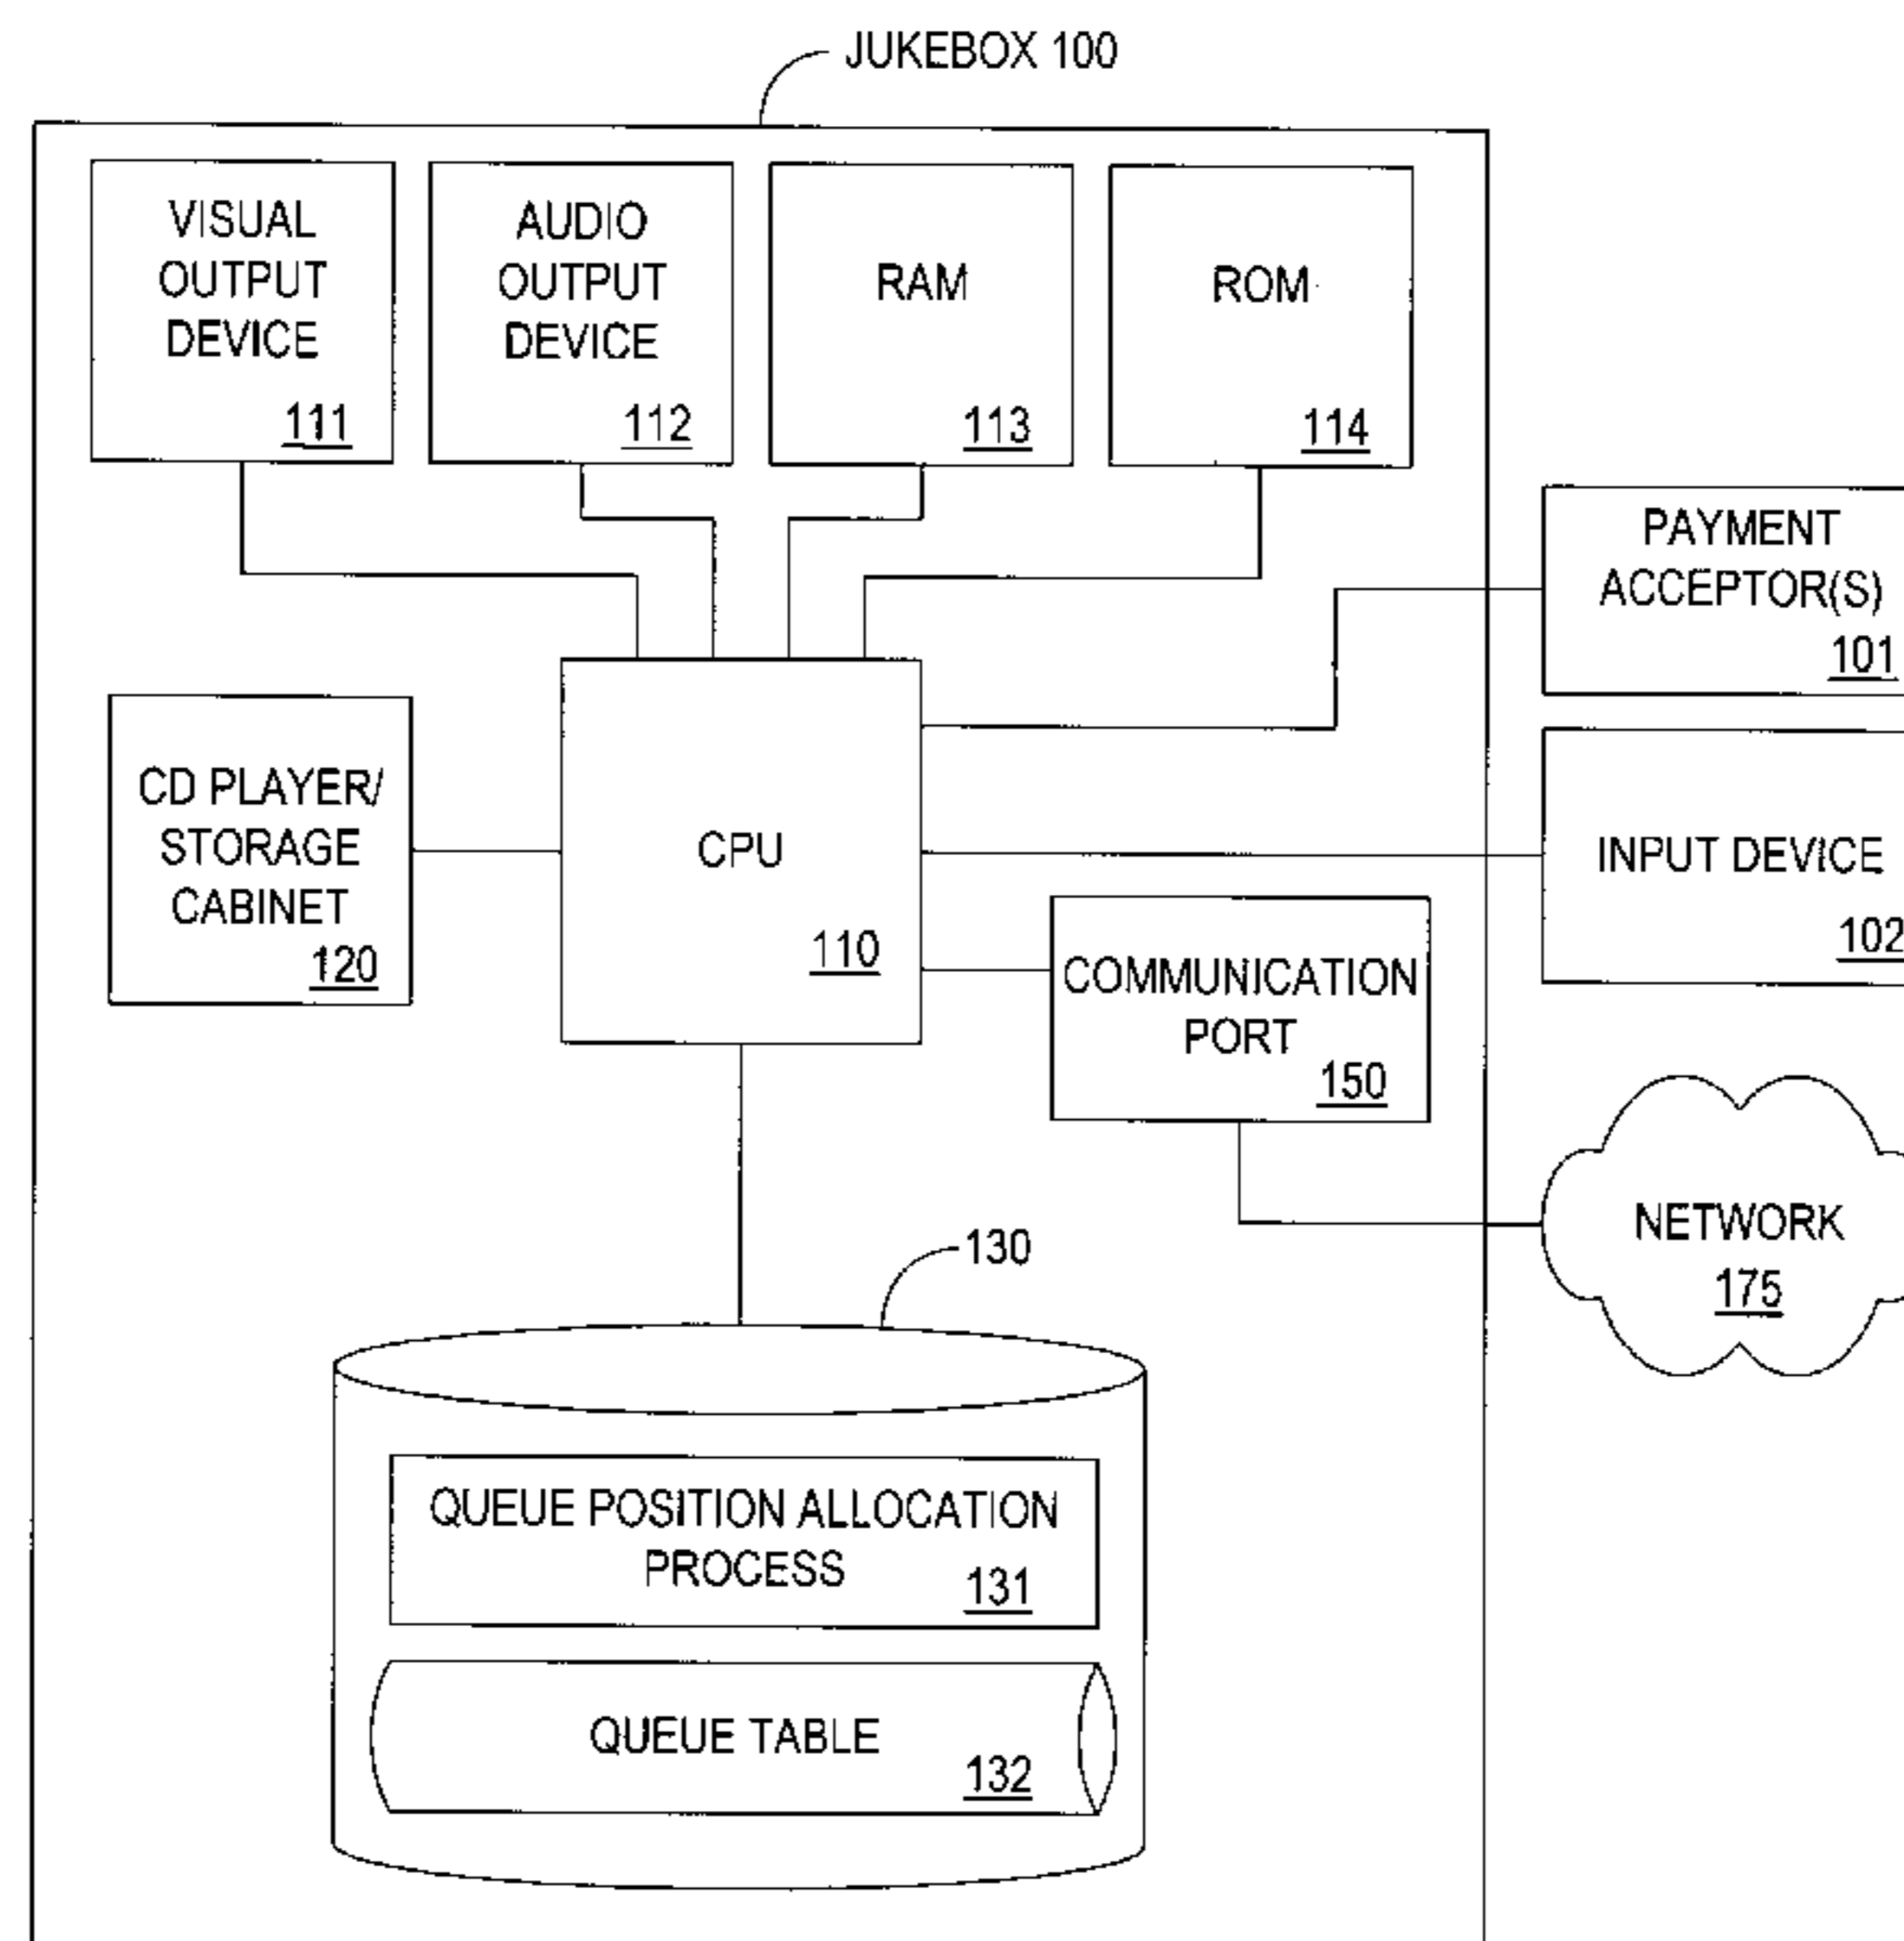 JUKEBOX 100
VISUAL
OUTPUT
DEVICE
111
AUDIO
OUTPUT
DEVICE
112
RAM
113
ROM
114
PAYMENT
ACCEPTOR(S)
101
CD PLAYER/
STORAGE
CABINET
120
CPU
110
INPUT DEVICE
102
COMMUNICATION
PORT
150
NETWORK
175
130
QUEUE POSITION ALLOCATION
PROCESS
131
QUEUE TABLE
132